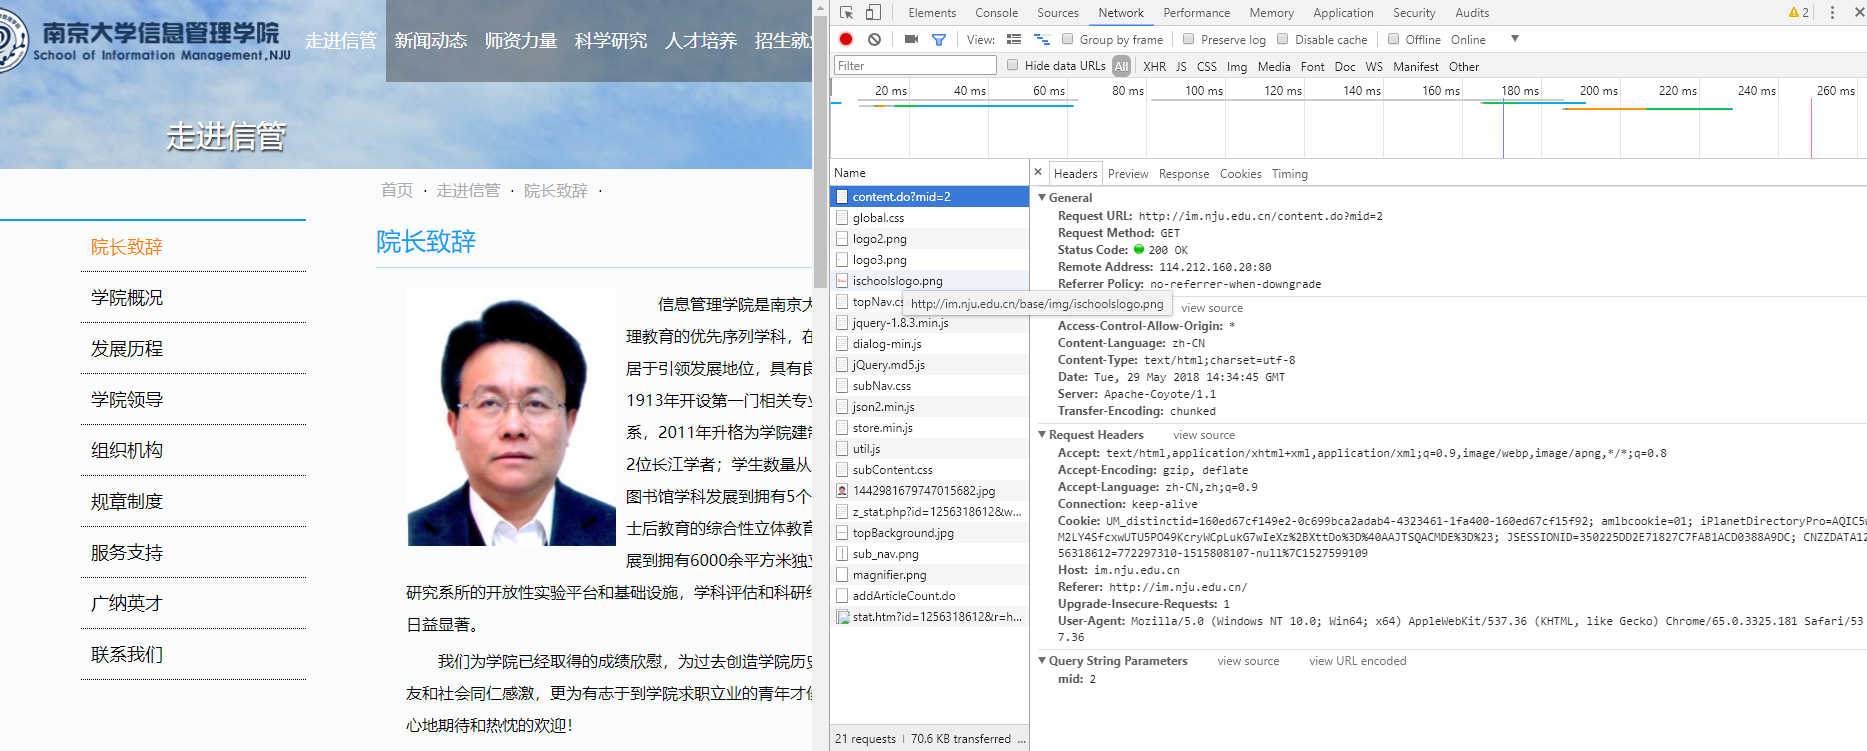 南京大学信息管理学院
School of Information Management,NJU
走进信管 新闻动态 师资力量 科学研究 人才培养 招生就业
走进信管
首页 · 走进信管 · 院长致辞 ·
院长致辞
学院概况
发展历程
学院领导
组织机构
规章制度
服务支持
广纳英才
联系我们
院长致辞
信息管理学院是南京大
理教育的优先序列学科，在
居于引领发展地位，具有良
1913年开设第一门相关专业
系，2011年升格为学院建制
2位长江学者；学生数量从
图书馆学科发展到拥有5个
士后教育的综合性立体教育
展到拥有6000余平方米独立
研究系所的开放性实验平台和基础设施，学科评估和科研综
日益显著。
我们为学院已经取得的成绩欣慰，为过去创造学院历史
友和社会同仁感激，更为有志于到学院求职立业的青年才俊
心地期待和热忱的欢迎！
Elements Console Sources Network Performance Memory Application Security Audits 2
View: Group by frame Preserve log Disable cache Offline Online
Filter Hide data URLs All XHR JS CSS Img Media Font Doc WS Manifest Other
20 ms 40 ms 60 ms 80 ms 100 ms 120 ms 140 ms 160 ms 180 ms 200 ms 220 ms 240 ms 260 ms
Name
content.do?mid=2
global.css
logo2.png
logo3.png
ischoolslogo.png
topNav.cs
http://im.nju.edu.cn/base/img/ischoolslogo.png
jquery-1.8.3.min.js
dialog-min.js
jQuery.md5.js
subNav.css
json2.min.js
store.min.js
util.js
subContent.css
1442981679747015682.jpg
z_stat.php?id=1256318612&w...
topBackground.jpg
sub_nav.png
magnifier.png
addArticleCount.do
stat.htm?id=1256318612&r=h...
21 requests | 70.6 KB transferred ...
× Headers Preview Response Cookies Timing
General
Request URL: http://im.nju.edu.cn/content.do?mid=2
Request Method: GET
Status Code: 200 OK
Remote Address: 114.212.160.20:80
Referrer Policy: no-referrer-when-downgrade
view source
Access-Control-Allow-Origin: *
Content-Language: zh-CN
Content-Type: text/html;charset=utf-8
Date: Tue, 29 May 2018 14:34:45 GMT
Server: Apache-Coyote/1.1
Transfer-Encoding: chunked
Request Headers view source
Accept: text/html,application/xhtml+xml,application/xml;q=0.9,image/webp,image/apng,*/*;q=0.8
Accept-Encoding: gzip, deflate
Accept-Language: zh-CN,zh;q=0.9
Connection: keep-alive
Cookie: UM_distinctid=160ed67cf149e2-0c699bca2adab4-4323461-1fa400-160ed67cf15f92; amlbcookie=01; iPlanetDirectoryPro=AQIC5w
M2LY4SfcxwUTU5PO49KcryWCpLukG7wIeXz%2BXttDo%3D%40AAJTSQACMDE%3D%23; JSESSIONID=350225DD2E71827C7FAB1ACD0388A9DC; CNZZDATA12
56318612=772297310-1515808107-null%7C1527599109
Host: im.nju.edu.cn
Referer: http://im.nju.edu.cn/
Upgrade-Insecure-Requests: 1
User-Agent: Mozilla/5.0 (Windows NT 10.0; Win64; x64) AppleWebKit/537.36 (KHTML, like Gecko) Chrome/65.0.3325.181 Safari/53
7.36
Query String Parameters view source view URL encoded
mid: 2